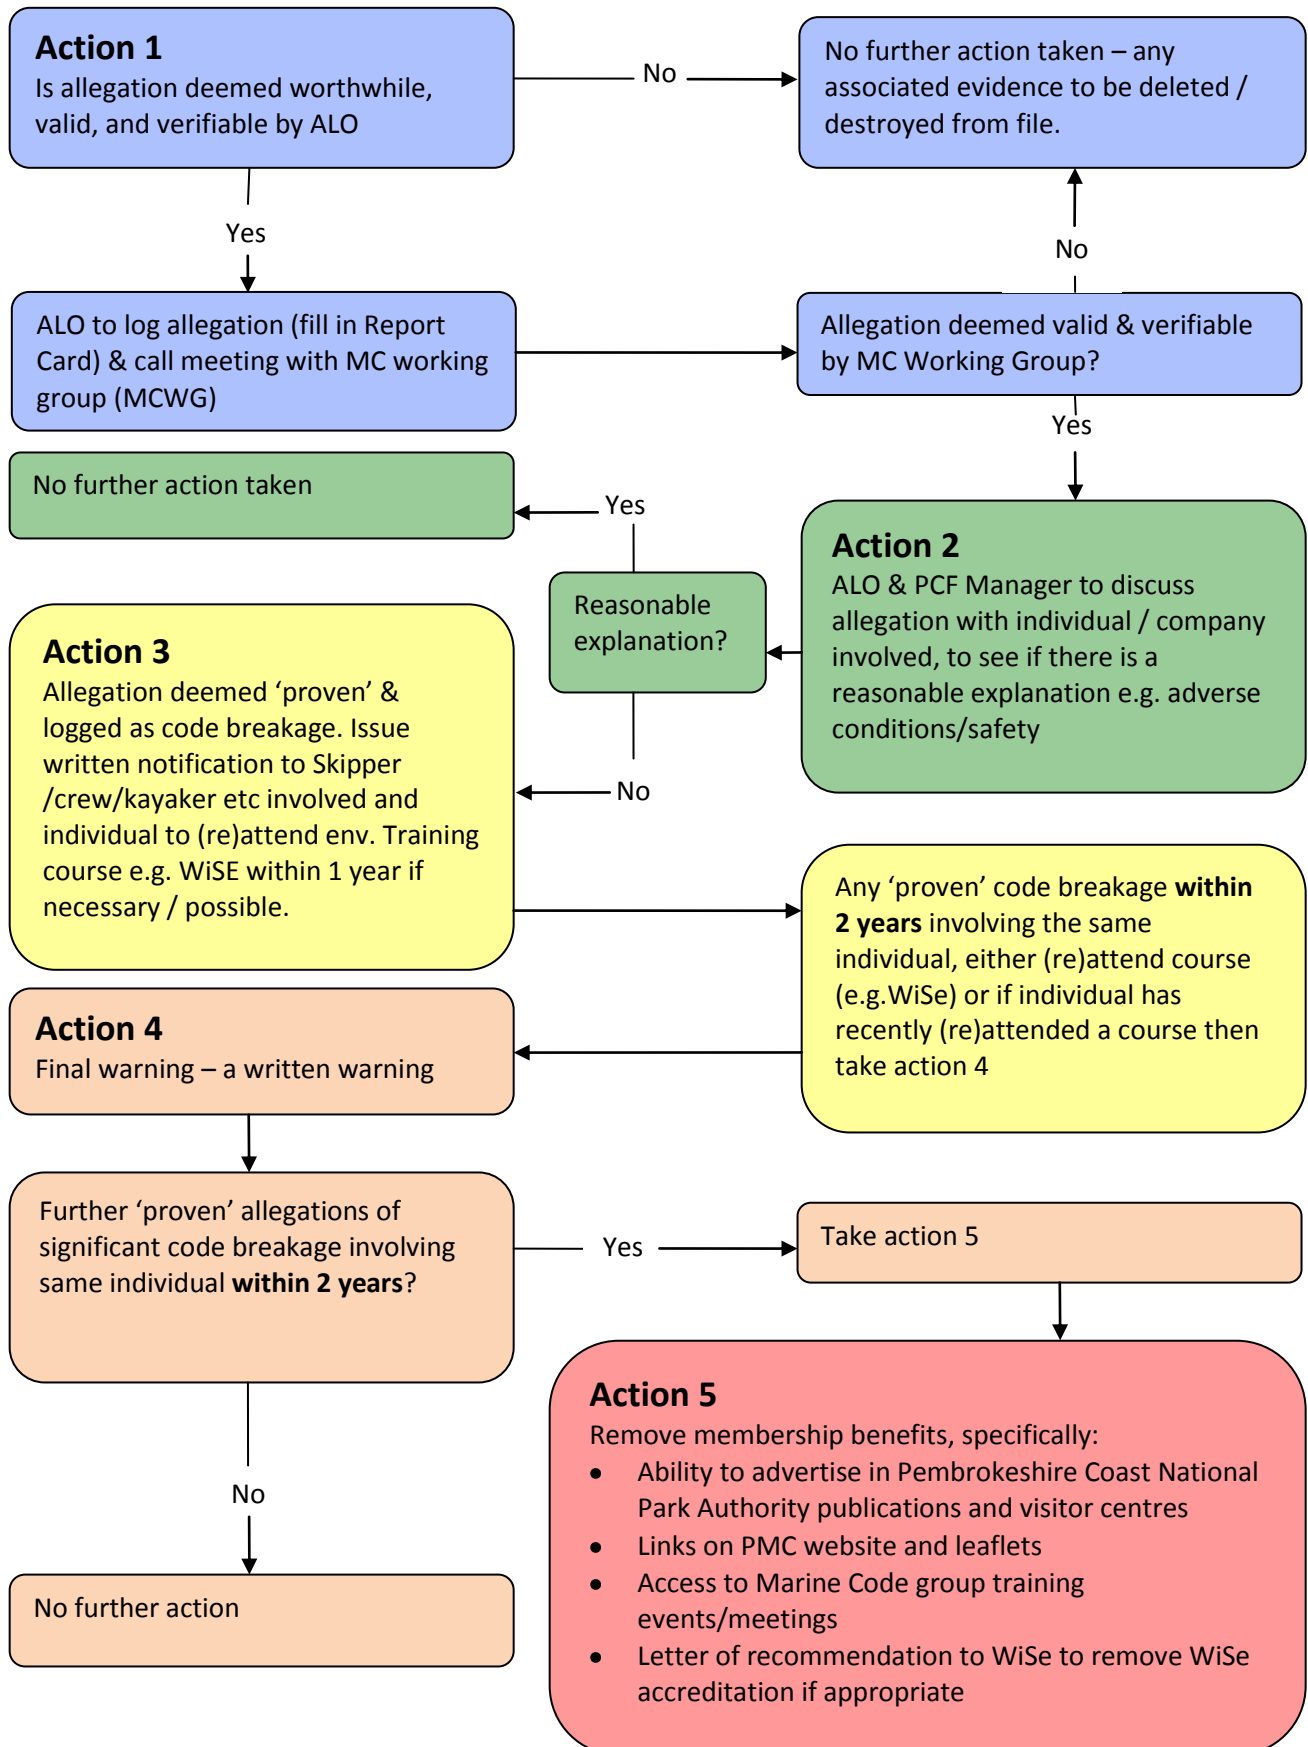 Action 1
Is allegation deemed worthwhile,
valid, and verifiable by ALO
No
No further action taken – any
associated evidence to be deleted /
destroyed from file.
Yes
No
ALO to log allegation (fill in Report
Card) & call meeting with MC working
group (MCWG)
Allegation deemed valid & verifiable
by MC Working Group?
Yes
No further action taken
Yes
Action 2
ALO & PCF Manager to discuss
allegation with individual / company
involved, to see if there is a
reasonable explanation e.g. adverse
conditions/safety
Reasonable
explanation?
No
Action 3
Allegation deemed ‘proven’ &
logged as code breakage. Issue
written notification to Skipper
/crew/kayaker etc involved and
individual to (re)attend env. Training
course e.g. WiSE within 1 year if
necessary / possible.
Any ‘proven’ code breakage within
2 years involving the same
individual, either (re)attend course
(e.g.WiSe) or if individual has
recently (re)attended a course then
take action 4
Action 4
Final warning – a written warning
Further ‘proven’ allegations of
significant code breakage involving
same individual within 2 years?
Yes
Take action 5
No
No further action
Action 5
Remove membership benefits, specifically:
• Ability to advertise in Pembrokeshire Coast National
Park Authority publications and visitor centres
• Links on PMC website and leaflets
• Access to Marine Code group training
events/meetings
• Letter of recommendation to WiSe to remove WiSe
accreditation if appropriate